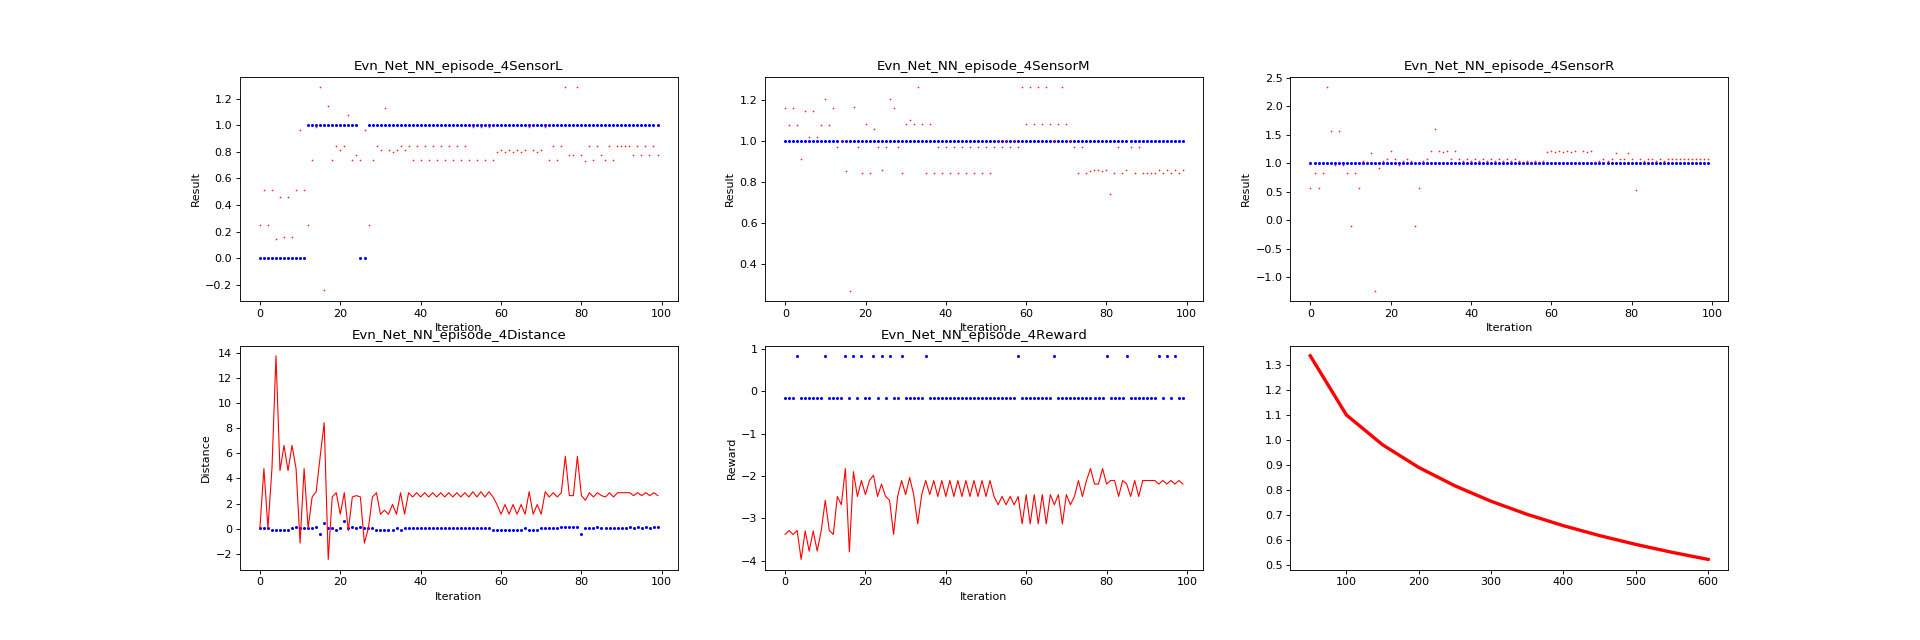 Evn_Net_NN_episode_4SensorL
Result
1.2
1.0
0.8
0.6
0.4
0.2
0.0
−0.2
0 20 40 60 80 100
Iteration
Evn_Net_NN_episode_4SensorM
Result
1.2
1.0
0.8
0.6
0.4
0 20 40 60 80 100
Iteration
Evn_Net_NN_episode_4SensorR
Result
2.5
2.0
1.5
1.0
0.5
0.0
−0.5
−1.0
0 20 40 60 80 100
Iteration
Evn_Net_NN_episode_4Distance
Distance
14
12
10
8
6
4
2
0
−2
0 20 40 60 80 100
Iteration
Evn_Net_NN_episode_4Reward
Reward
1
0
−1
−2
−3
−4
0 20 40 60 80 100
Iteration
1.3
1.2
1.1
1.0
0.9
0.8
0.7
0.6
0.5
100 200 300 400 500 600